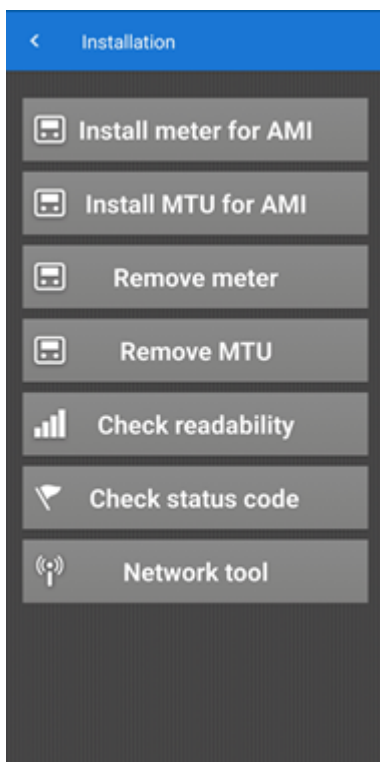 Installation
Install meter for AMI
Install MTU for AMI
Remove meter
Remove MTU
Check readability
Check status code
Network tool